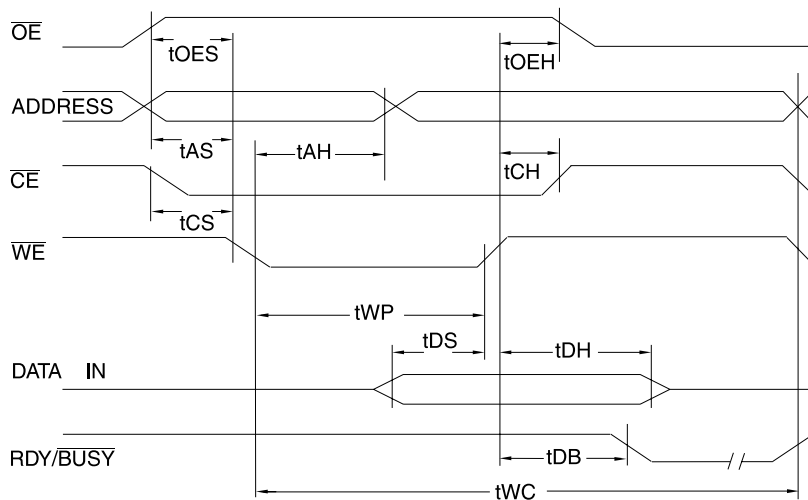 OE
tOES
tOEH
ADDRESS
tAS
tAH
tCH
CE
tCS
WE
tWP
tDS
tDH
DATA IN
RDY/BUSY
tDB
tWC